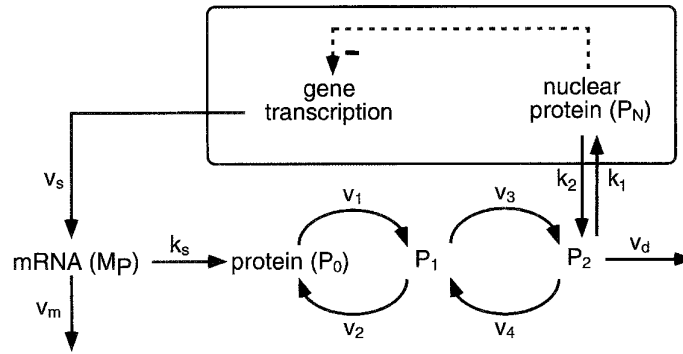 gene
transcription
nuclear
protein (PN)
k2
k1
vs
v1
v3
mRNA (MP)
ks
protein (P0)
P1
P2
vd
vm
v2
v4